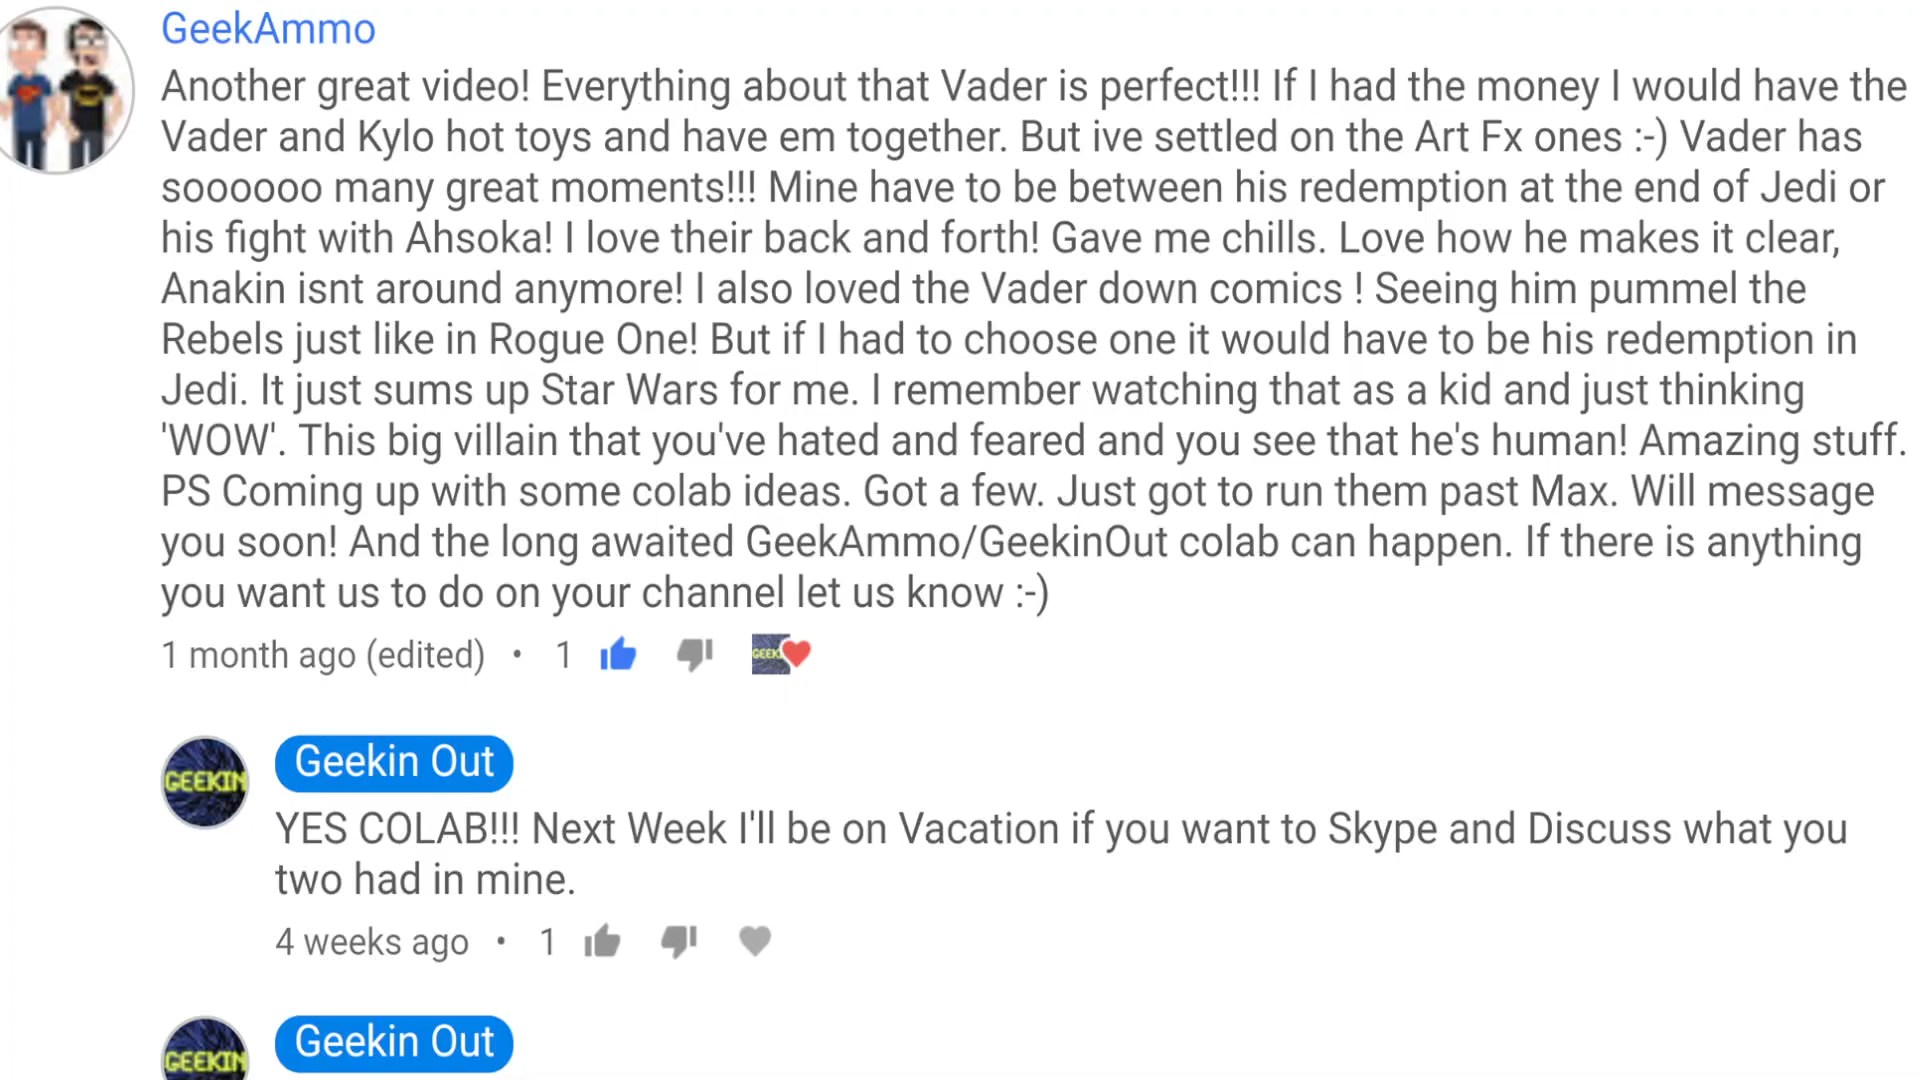 GeekAmmo
Another great video! Everything about that Vader is perfect!!! If I had the money I would have the
Vader and Kylo hot toys and have em together. But ive settled on the Art Fx ones :-) Vader has
soooooo many great moments!!! Mine have to be between his redemption at the end of Jedi or
his fight with Ahsoka! I love their back and forth! Gave me chills. Love how he makes it clear,
Anakin isnt around anymore! I also loved the Vader down comics ! Seeing him pummel the
Rebels just like in Rogue One! But if I had to choose one it would have to be his redemption in
Jedi. It just sums up Star Wars for me. I remember watching that as a kid and just thinking
'WOW'. This big villain that you've hated and feared and you see that he's human! Amazing stuff.
PS Coming up with some colab ideas. Got a few. Just got to run them past Max. Will message
you soon! And the long awaited GeekAmmo/GeekinOut colab can happen. If there is anything
you want us to do on your channel let us know :-)
1 month ago (edited) • 1
GEEKI
GEEKIN
Geekin Out
YES COLAB!!! Next Week I'll be on Vacation if you want to Skype and Discuss what you
two had in mine.
4 weeks ago • 1
GEEKIN
Geekin Out